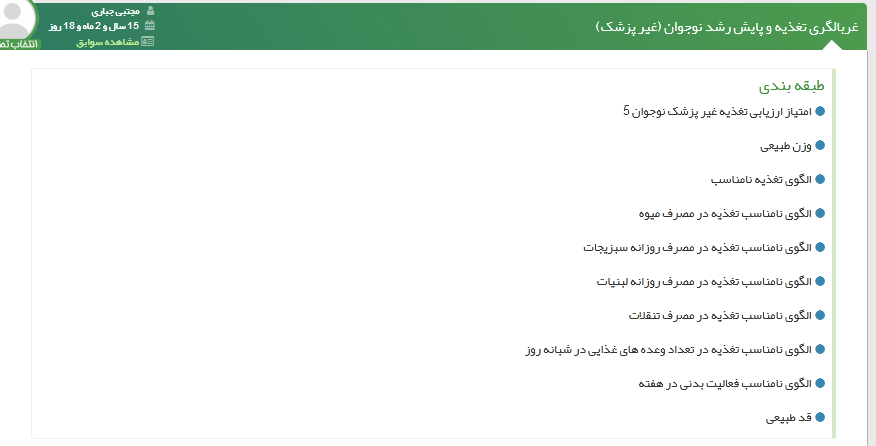 غربالگری تغذیه و پایش رشد نوجوان (غیر پزشک)
مجتبی جباری
15 سال و 2 ماه و 18 روز
مشاهده سوابق
انتخاب
طبقه بندی
امتیاز ارزیابی تغذیه غیر پزشک نوجوان 5
وزن طبیعی
الگوی تغذیه نامناسب
الگوی نامناسب تغذیه در مصرف میوه
الگوی نامناسب تغذیه در مصرف روزانه سبزیجات
الگوی نامناسب تغذیه در مصرف روزانه لبنیات
الگوی نامناسب تغذیه در مصرف تنقلات
الگوی نامناسب تغذیه در تعداد وعده های غذایی در شبانه روز
الگوی نامناسب فعالیت بدنی در هفته
قد طبیعی